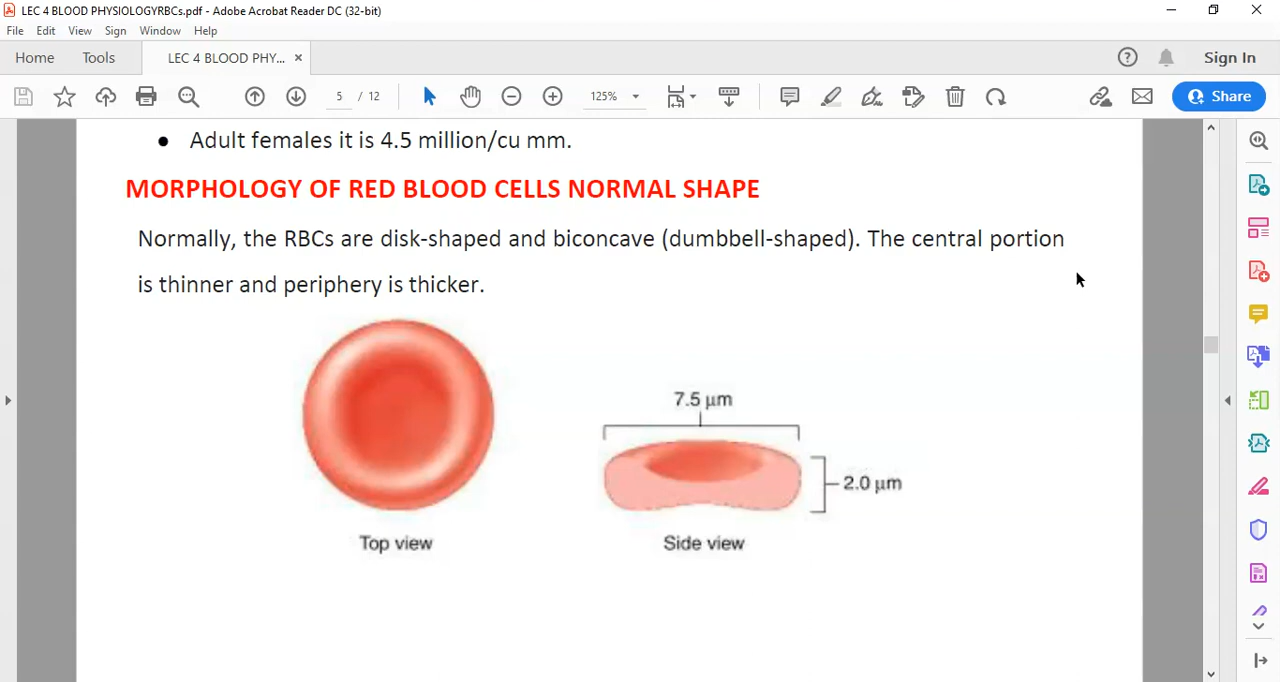 LEC 4 BLOOD PHYSIOLOGYRBCs.pdf - Adobe Acrobat Reader DC (32-bit)
File Edit View Sign Window Help
Home Tools LEC 4 BLOOD PHY... × Sign In
5 / 12 125% Share
• Adult females it is 4.5 million/cu mm.
MORPHOLOGY OF RED BLOOD CELLS NORMAL SHAPE
Normally, the RBCs are disk-shaped and biconcave (dumbbell-shaped). The central portion
is thinner and periphery is thicker.
7.5 µm
2.0 µm
Top view Side view